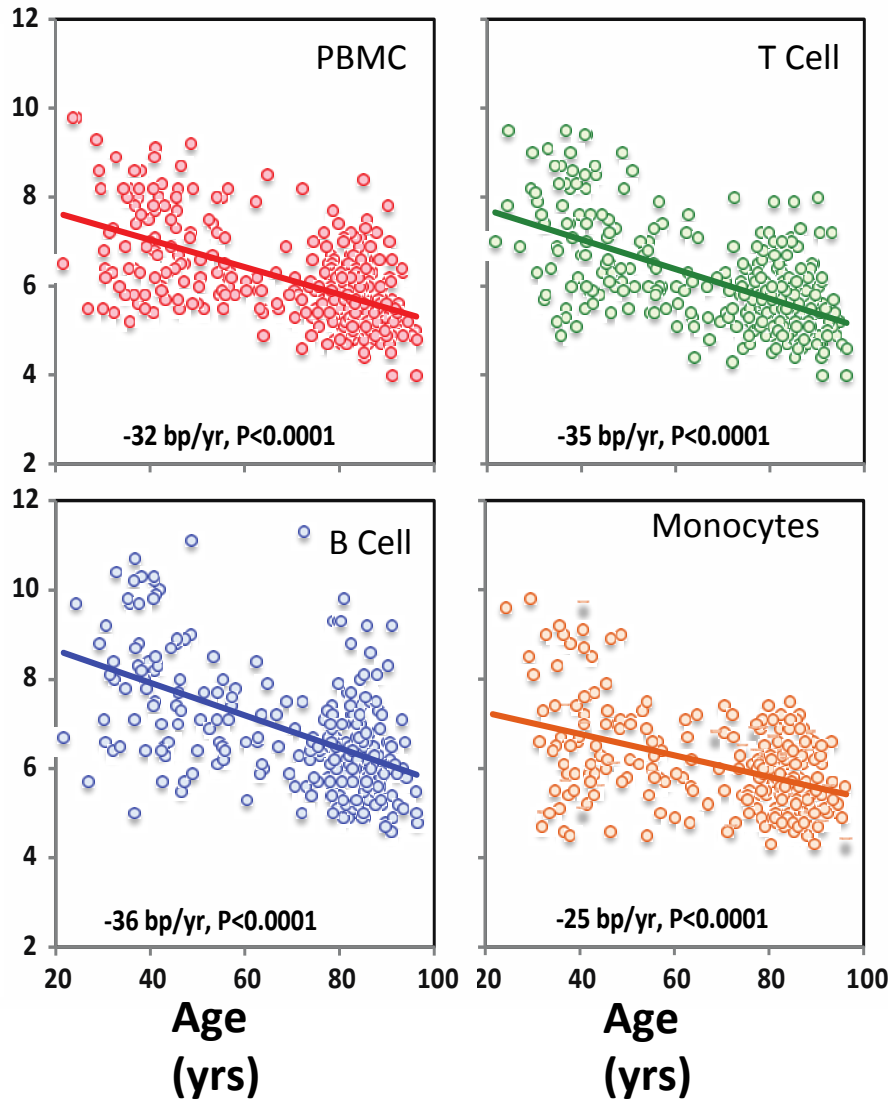 12
10
8
6
4
2
PBMC
-32 bp/yr, P<0.0001
T Cell
-35 bp/yr, P<0.0001
12
10
8
6
4
2
B Cell
-36 bp/yr, P<0.0001
Monocytes
-25 bp/yr, P<0.0001
20 40 60 80 100
20 40 60 80 100
Age
(yrs)
Age
(yrs)